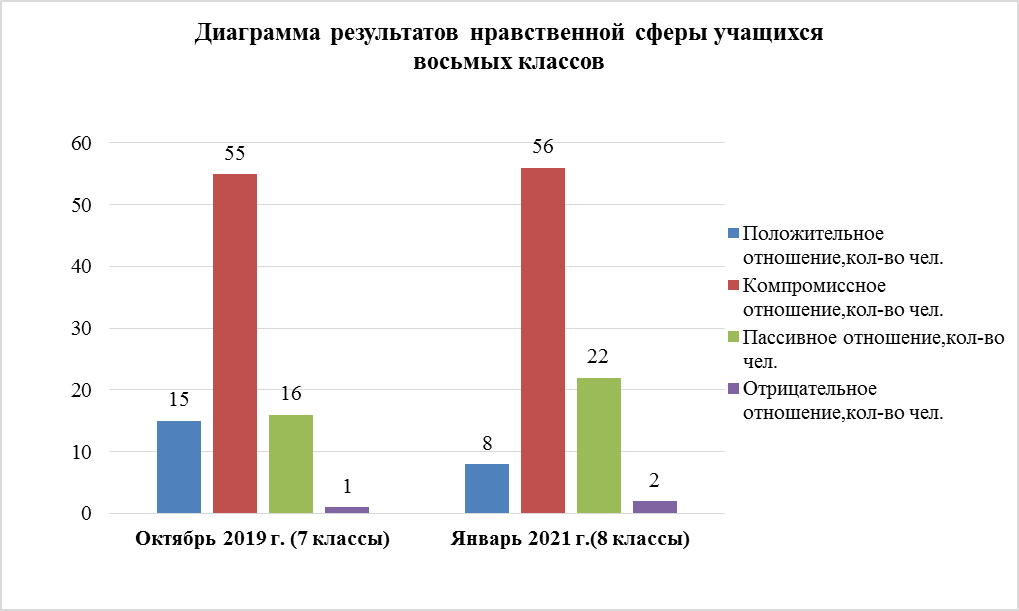 Диаграмма результатов нравственной сферы учащихся
восьмых классов
60
50
40
30
20
10
0
15
55
16
1
8
56
22
2
Октябрь 2019 г. (7 классы)
Январь 2021 г.(8 классы)
Положительное
отношение,кол-во чел.
Компромиссное
отношение,кол-во чел.
Пассивное отношение,кол-во
чел.
Отрицательное
отношение,кол-во чел.